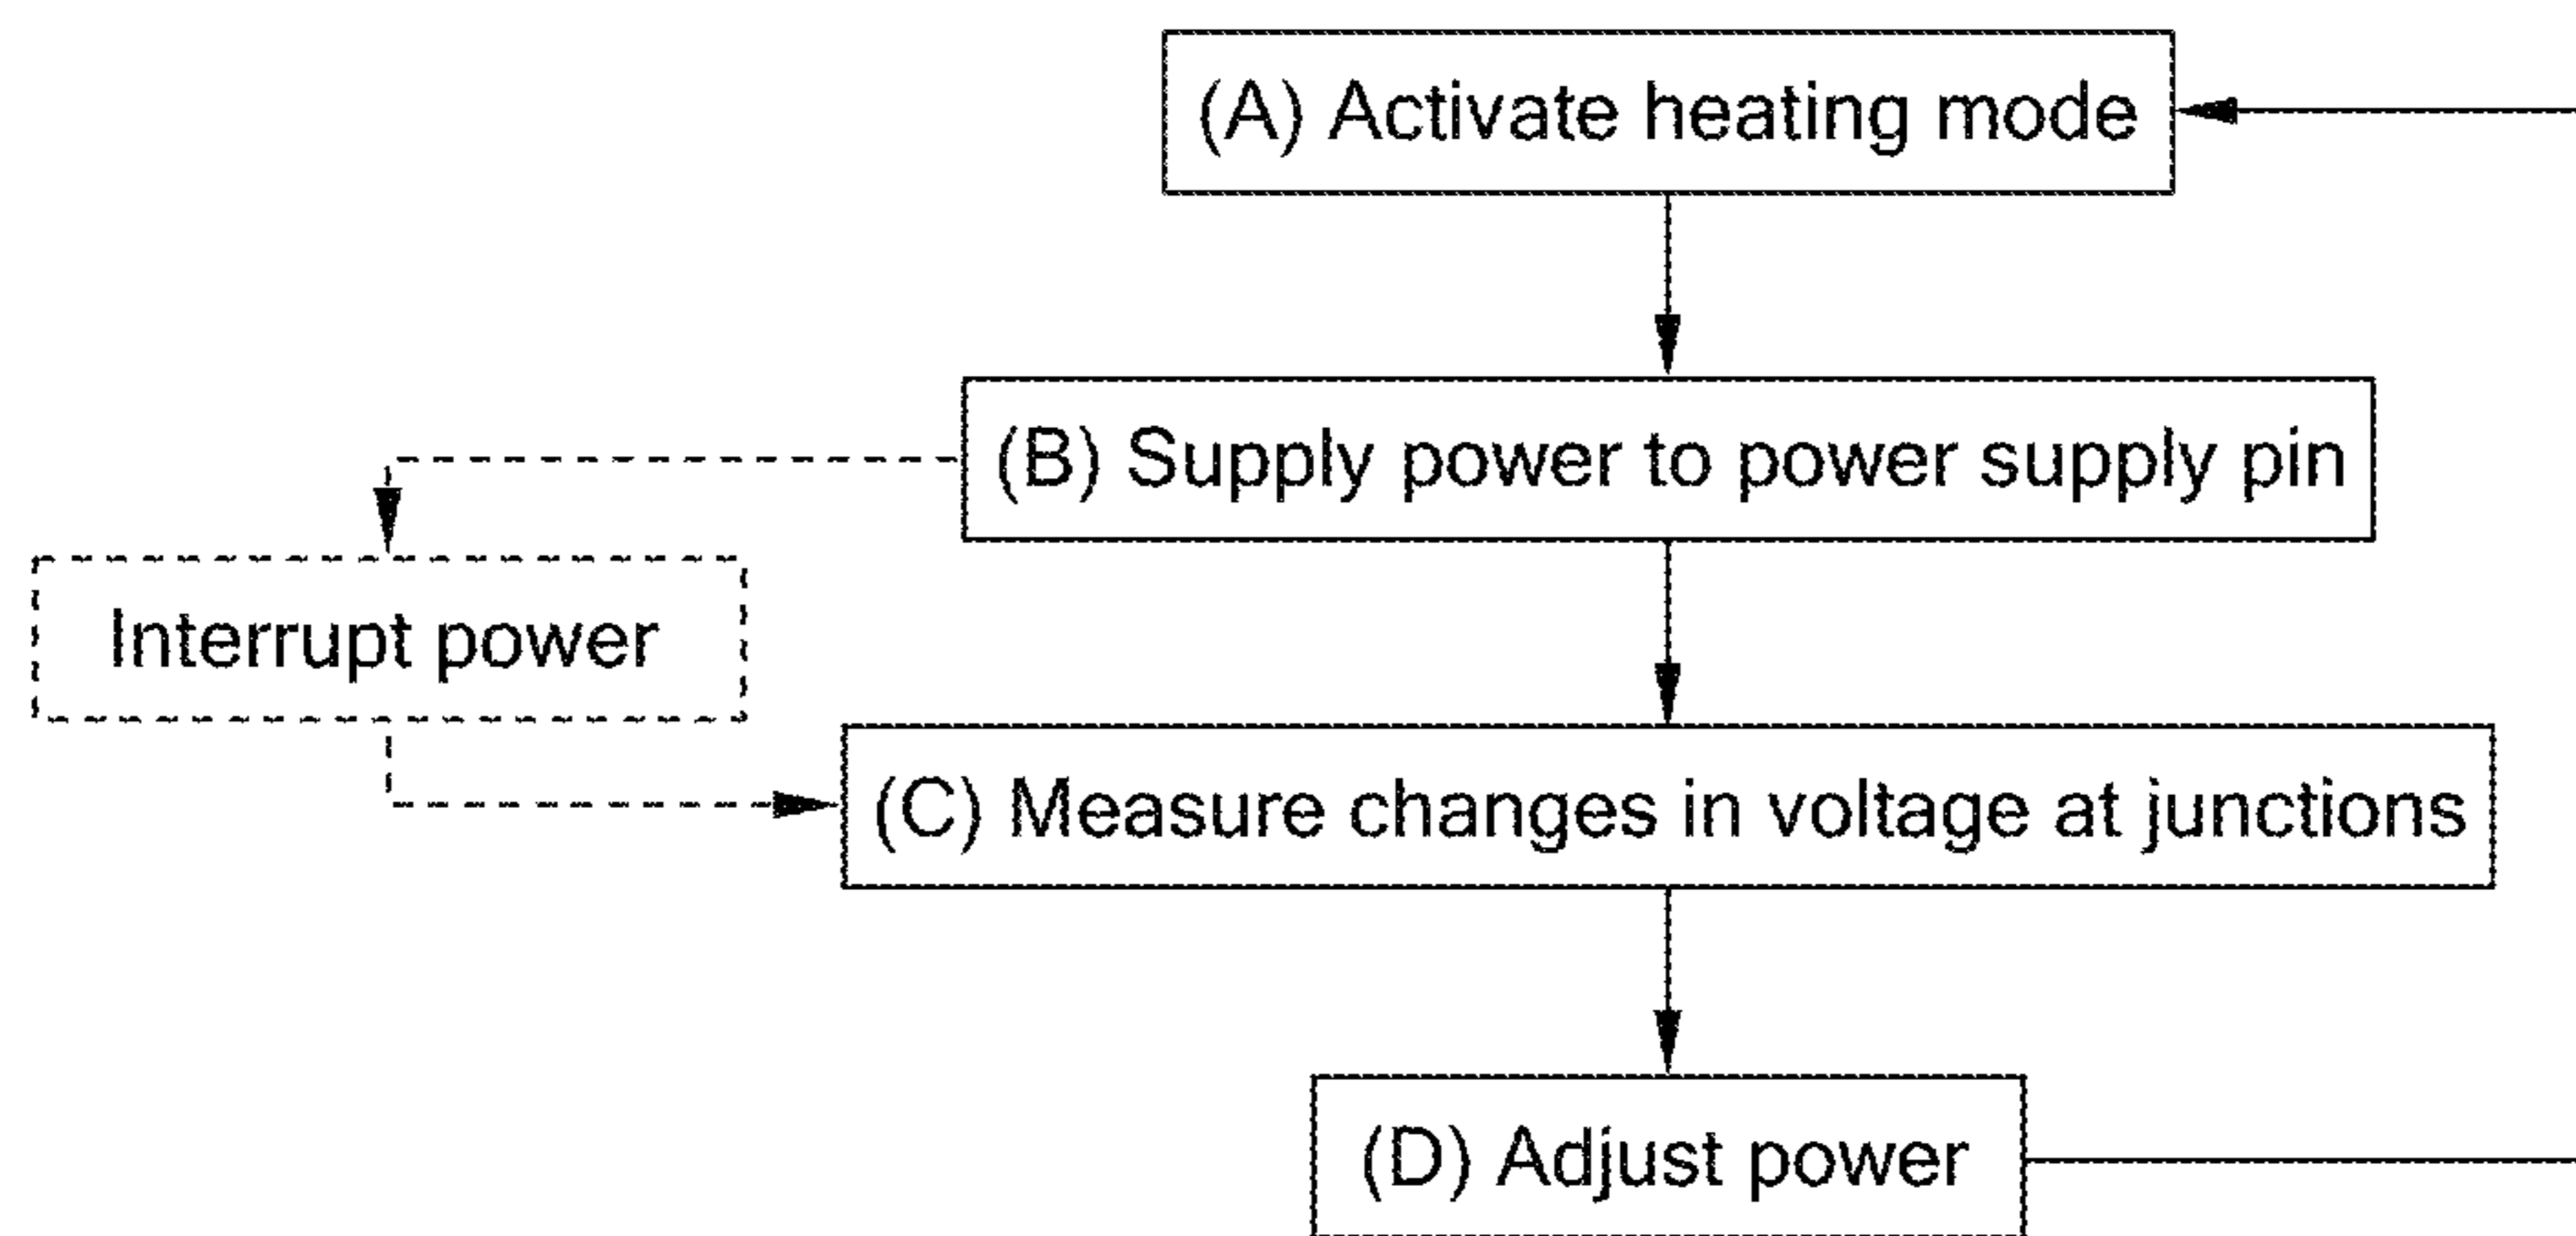 (A) Activate heating mode
(B) Supply power to power supply pin
Interrupt power
(C) Measure changes in voltage at junctions
(D) Adjust power